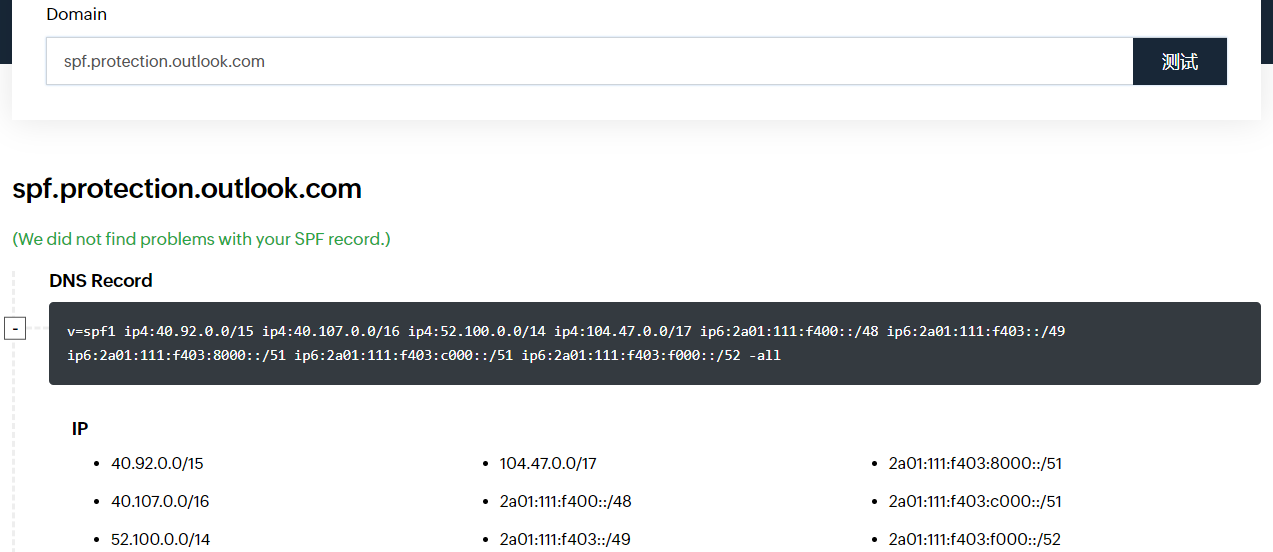 Domain
spf.protection.outlook.com
测试
spf.protection.outlook.com
(We did not find problems with your SPF record.)
DNS Record
-
v=spf1 ip4:40.92.0.0/15 ip4:40.107.0.0/16 ip4:52.100.0.0/14 ip4:104.47.0.0/17 ip6:2a01:111:f400::/48 ip6:2a01:111:f403::/49
ip6:2a01:111:f403:8000::/51 ip6:2a01:111:f403:c000::/51 ip6:2a01:111:f403:f000::/52 -all
IP
• 40.92.0.0/15
• 40.107.0.0/16
• 52.100.0.0/14
• 104.47.0.0/17
• 2a01:111:f400::/48
• 2a01:111:f403::/49
• 2a01:111:f403:8000::/51
• 2a01:111:f403:c000::/51
• 2a01:111:f403:f000::/52